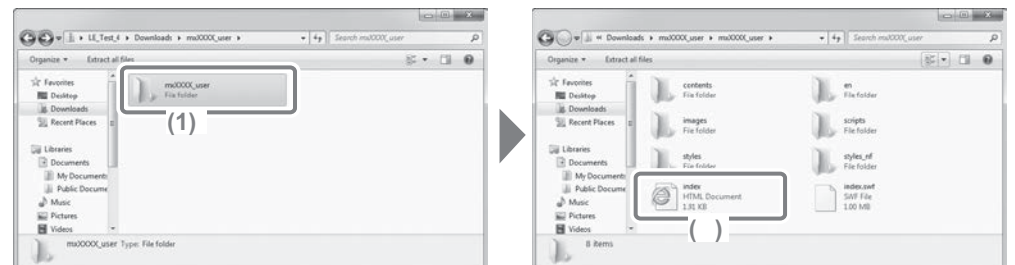 LE_Test_4 ▸ Downloads ▸ mxXXXX_user ▸
Search mxXXXX_user
Organize
Extract all files
Favorites
Desktop
Downloads
Recent Places
Libraries
Documents
My Documents
Public Docume
Music
Pictures
Videos
mxXXXX_user
File folder
(1)
mxXXXX_user Type: File folder
« Downloads ▸ mxXXXX_user ▸ mxXXXX_user ▸
Search mxXXXX_user
Organize
Extract all files
Favorites
Desktop
Downloads
Recent Places
Libraries
Documents
My Documents
Public Docume
Music
Pictures
Videos
contents
File folder
en
File folder
images
File folder
scripts
File folder
styles
File folder
styles_nf
File folder
index
HTML Document
1.91 KB
index.swf
SWF File
1.00 MB
( )
8 items